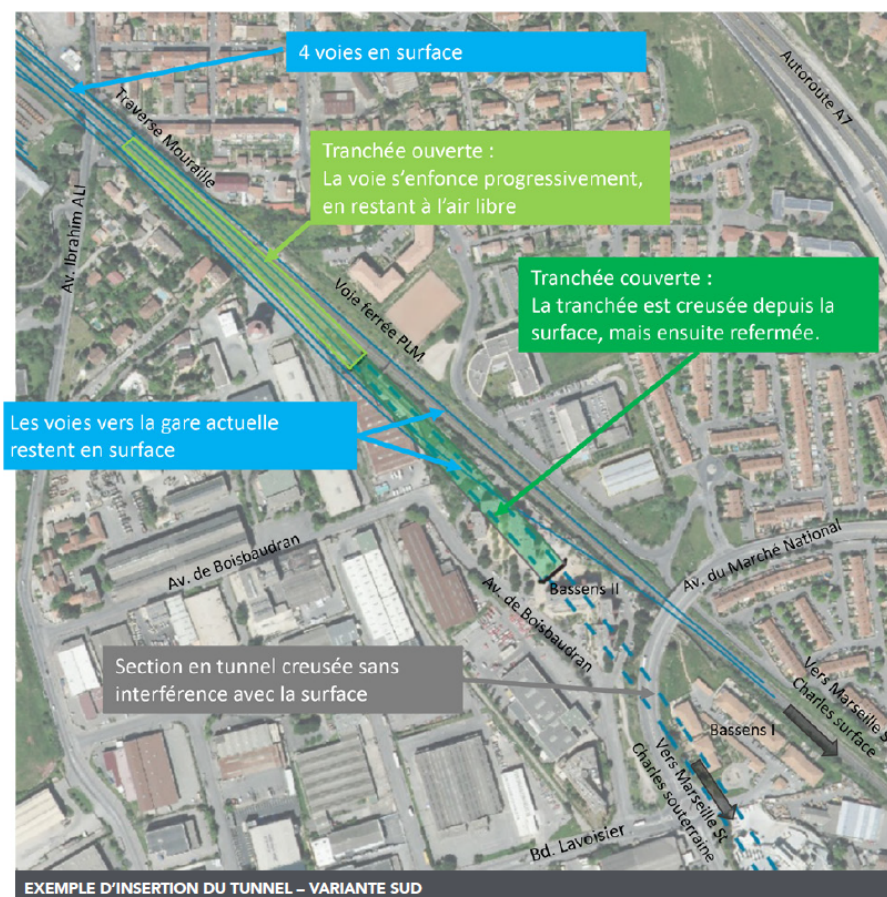 4 voies en surface
Autoroute A7
Traverse Mouraille
Tranchée ouverte :
La voie s'enfonce progressivement,
en restant à l'air libre
Av. Ibrahim ALI
Tranchée couverte :
La tranchée est creusée depuis la
surface, mais ensuite refermée.
Voie ferrée PLM
Les voies vers la gare actuelle
restent en surface
Av. du Marché National
Av. de Boisbaudran
Bassens II
Av. de Boisbaudran
Section en tunnel creusée sans
interférence avec la surface
Vers Marseille S
Charles surface
Bassens I
Vers Marseille St
Charles souterraine
Bd. Lavoisier
EXEMPLE D'INSERTION DU TUNNEL – VARIANTE SUD